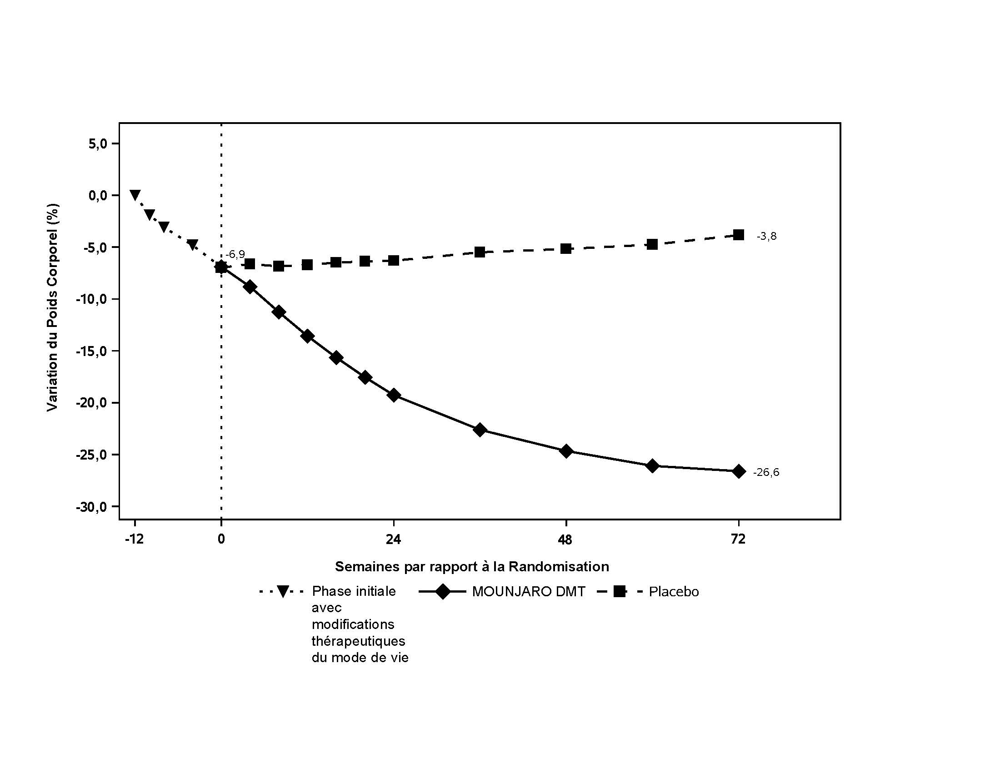 5,0
0,0
-5,0
-10,0
-15,0
-20,0
-25,0
-30,0
Variation du Poids Corporel (%)
-6,9
-3,8
-26,6
-12
0
24
48
72
Semaines par rapport à la Randomisation
Phase initiale
avec
modifications
thérapeutiques
du mode de vie
MOUNJARO DMT
Placebo